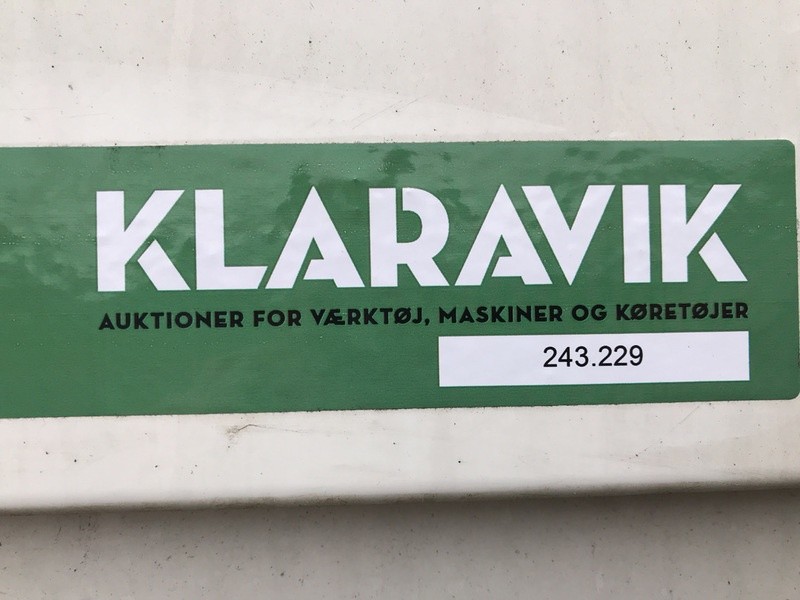 KLARAVIK
AUKTIONER FOR VÆRKTØJ, MASKINER OG KØRETØJER
243.229